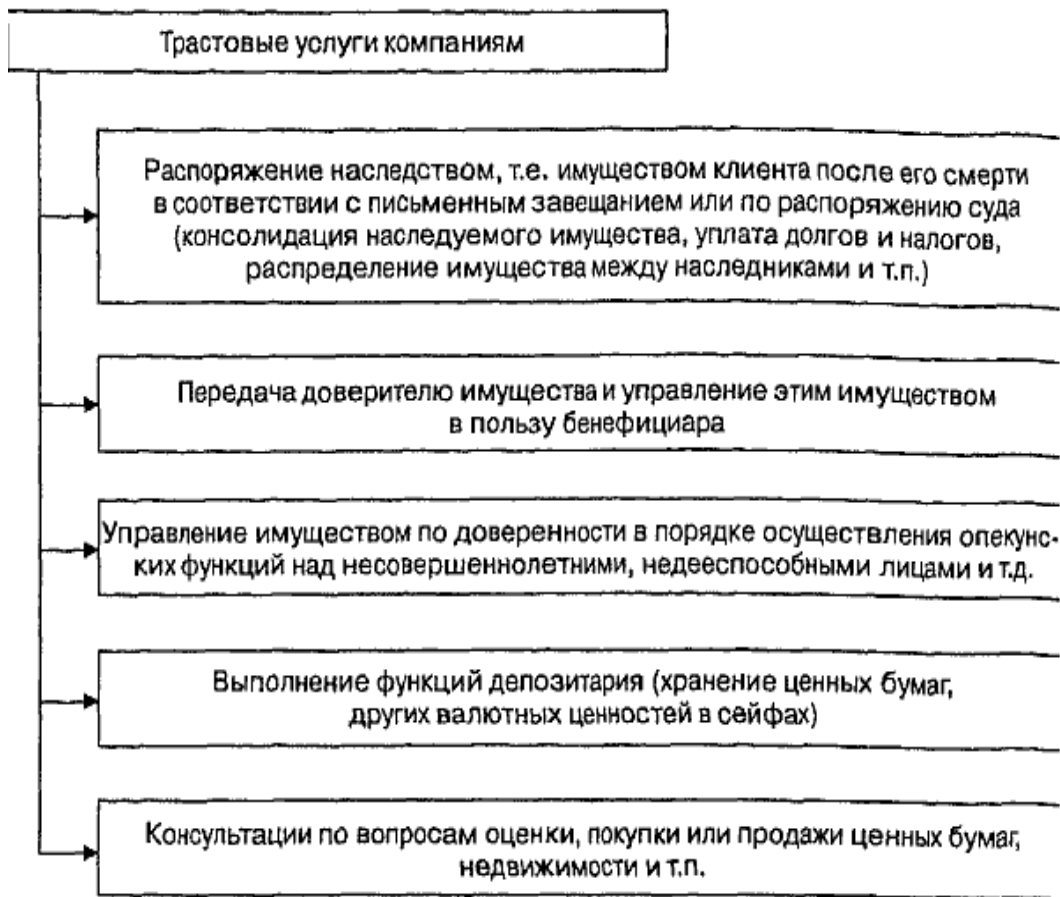 Трастовые услуги компаниям
Распоряжение наследством, т.е. имуществом клиента после его смерти
в соответствии с письменным завещанием или по распоряжению суда
(консолидация наследуемого имущества, уплата долгов и налогов,
распределение имущества между наследниками и т.п.)
Передача доверителю имущества и управление этим имуществом
в пользу бенефициара
Управление имуществом по доверенности в порядке осуществления опекунс-
ких функций над несовершеннолетними, недееспособными лицами и т.д.
Выполнение функций депозитария (хранение ценных бумаг,
других валютных ценностей в сейфах)
Консультации по вопросам оценки, покупки или продажи ценных бумаг,
недвижимости и т.п.